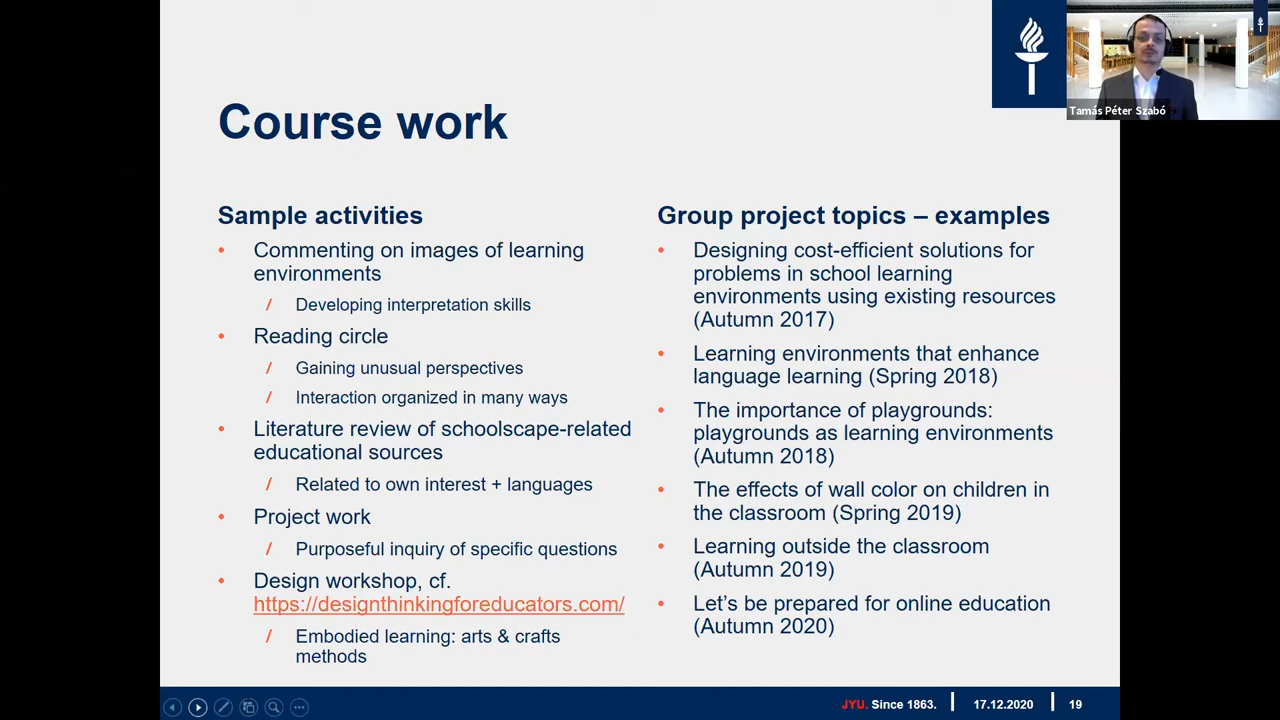 Tamás Péter Szabó
Course work
Sample activities
• Commenting on images of learning
environments
/ Developing interpretation skills
• Reading circle
/ Gaining unusual perspectives
/ Interaction organized in many ways
• Literature review of schoolscape-related
educational sources
/ Related to own interest + languages
• Project work
/ Purposeful inquiry of specific questions
• Design workshop, cf.
https://designthinkingforeducators.com/
/ Embodied learning: arts & crafts
methods
Group project topics – examples
• Designing cost-efficient solutions for
problems in school learning
environments using existing resources
(Autumn 2017)
• Learning environments that enhance
language learning (Spring 2018)
• The importance of playgrounds:
playgrounds as learning environments
(Autumn 2018)
• The effects of wall color on children in
the classroom (Spring 2019)
• Learning outside the classroom
(Autumn 2019)
• Let’s be prepared for online education
(Autumn 2020)
JYU. Since 1863.
17.12.2020
19